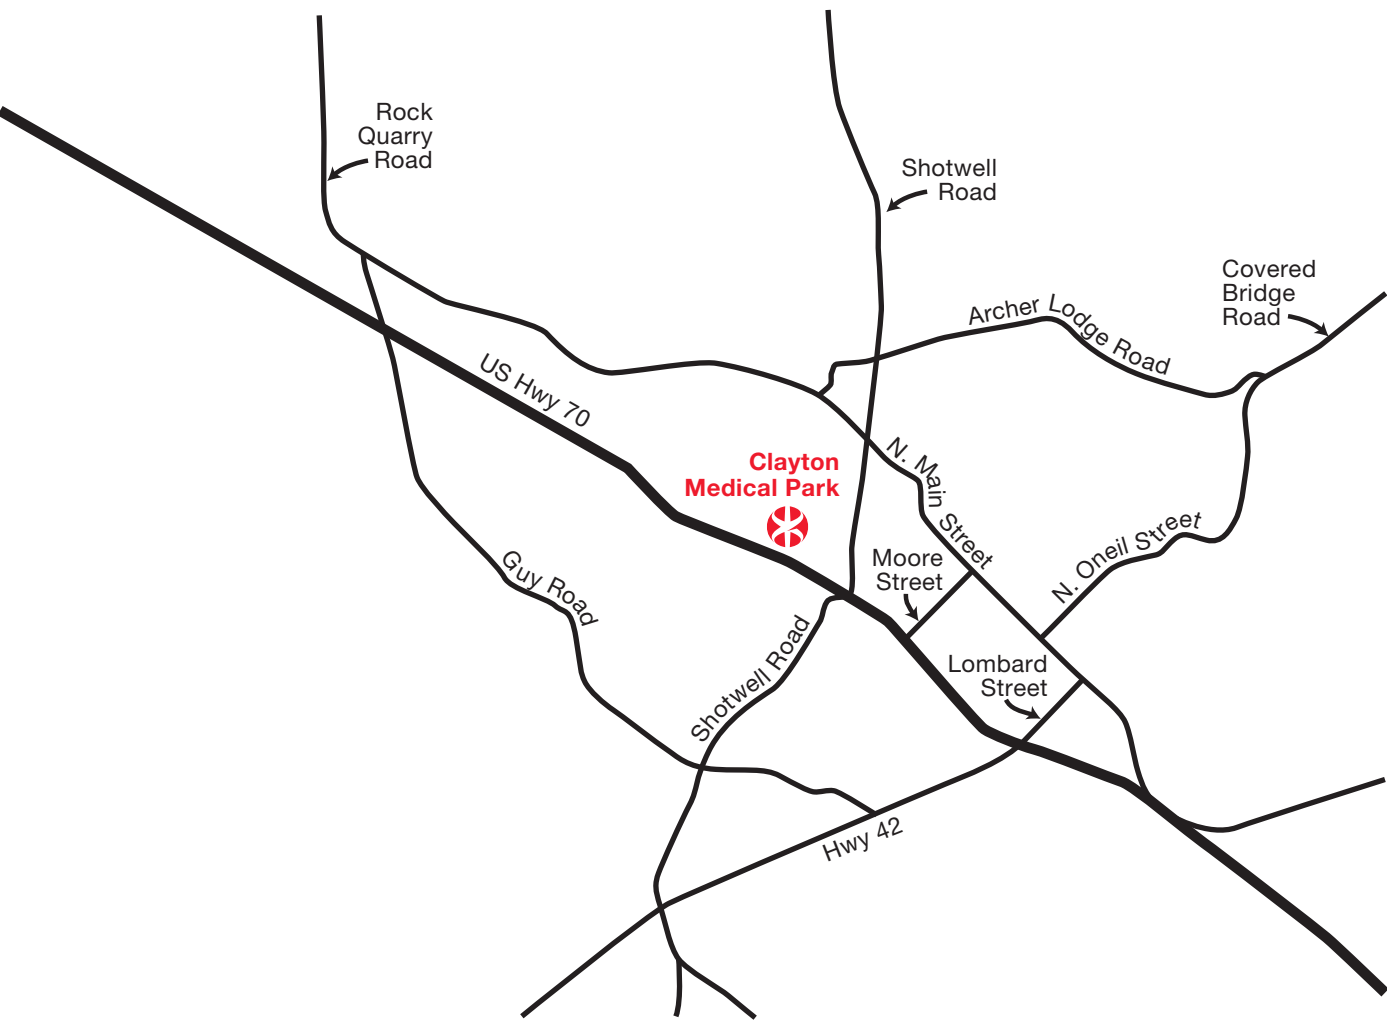 Rock
Quarry
Road
Shotwell
Road
Covered
Bridge
Road
Archer Lodge Road
US Hwy 70
N. Main Street
Clayton
Medical Park
N. Oneil Street
Moore
Street
Guy Road
Shotwell Road
Lombard
Street
Hwy 42